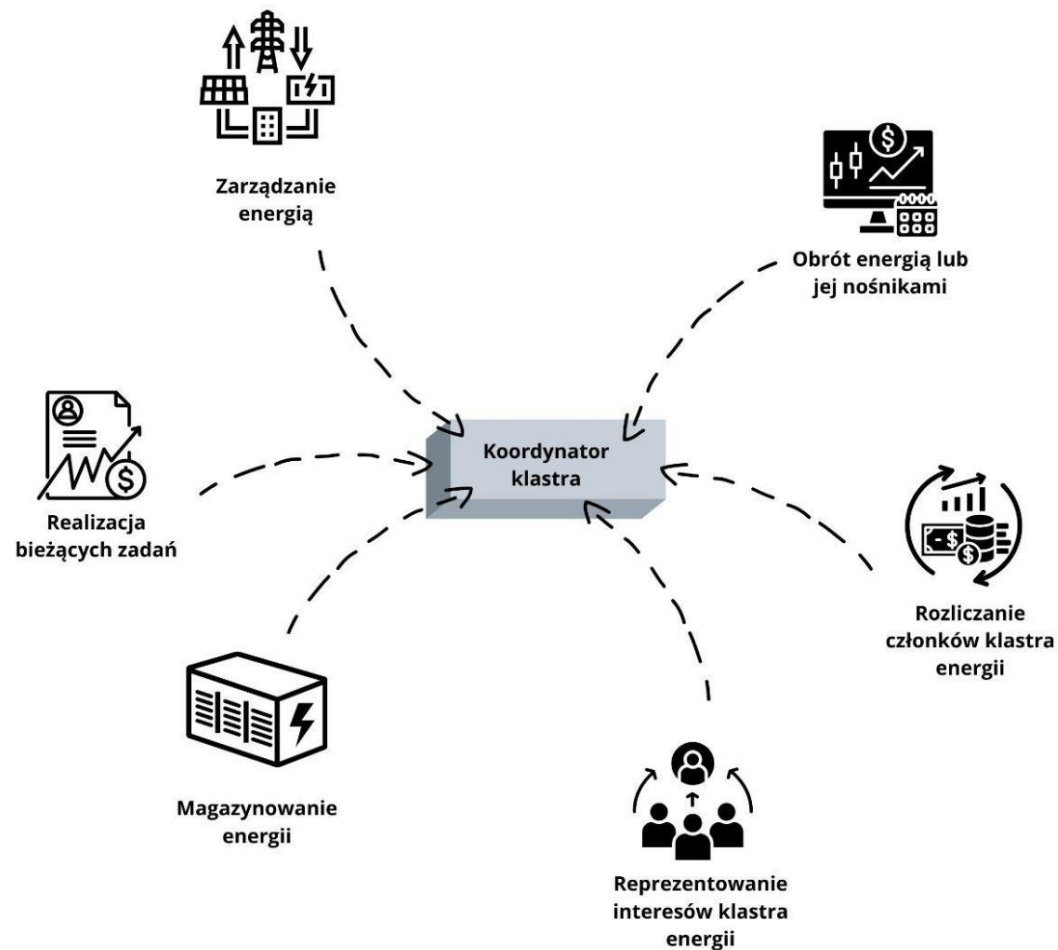 Zarządzanie
energią
Obrót energią lub
jej nośnikami
Koordynator
klastra
Realizacja
bieżących zadań
Rozliczanie
członków klastra
energii
Magazynowanie
energii
Reprezentowanie
interesów klastra
energii